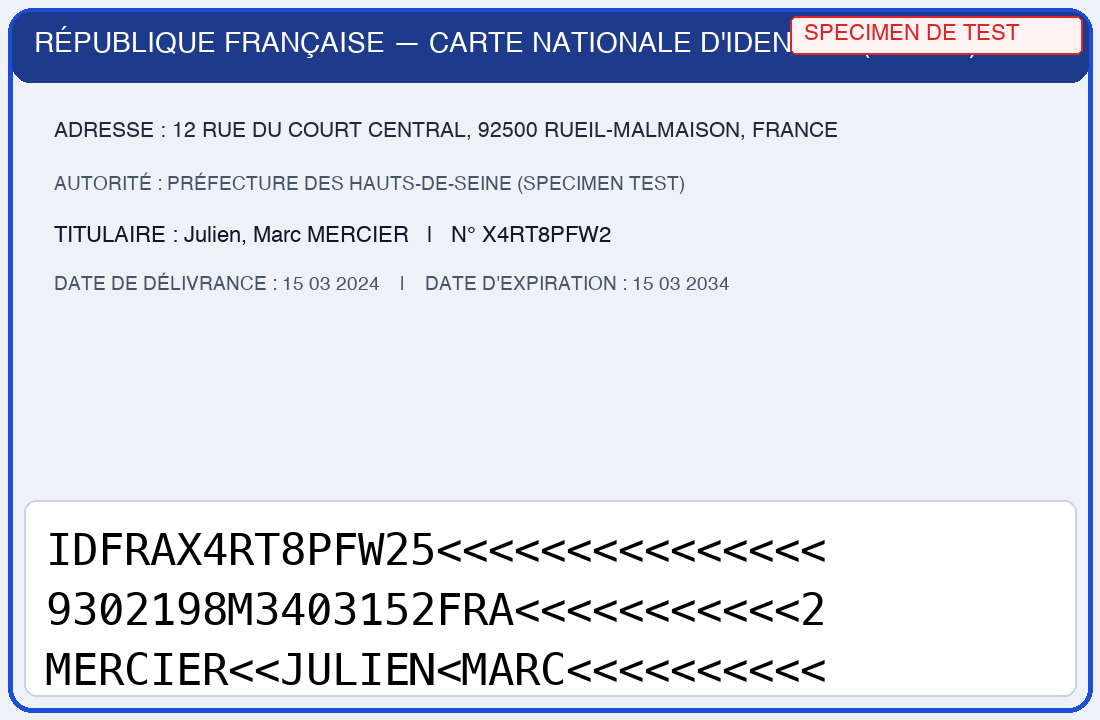 RÉPUBLIQUE FRANÇAISE — CARTE NATIONALE D'IDEN
SPECIMEN DE TEST
ADRESSE : 12 RUE DU COURT CENTRAL, 92500 RUEIL-MALMAISON, FRANCE
AUTORITÉ : PRÉFECTURE DES HAUTS-DE-SEINE (SPECIMEN TEST)
TITULAIRE : Julien, Marc MERCIER | N° X4RT8PFW2
DATE DE DÉLIVRANCE : 15 03 2024 | DATE D'EXPIRATION : 15 03 2034
IDFRAX4RT8PFW25<<<<<<<<<<<<<<<
9302198M3403152FRA<<<<<<<<<<<2
MERCIER<<JULIEN<MARC<<<<<<<<<<